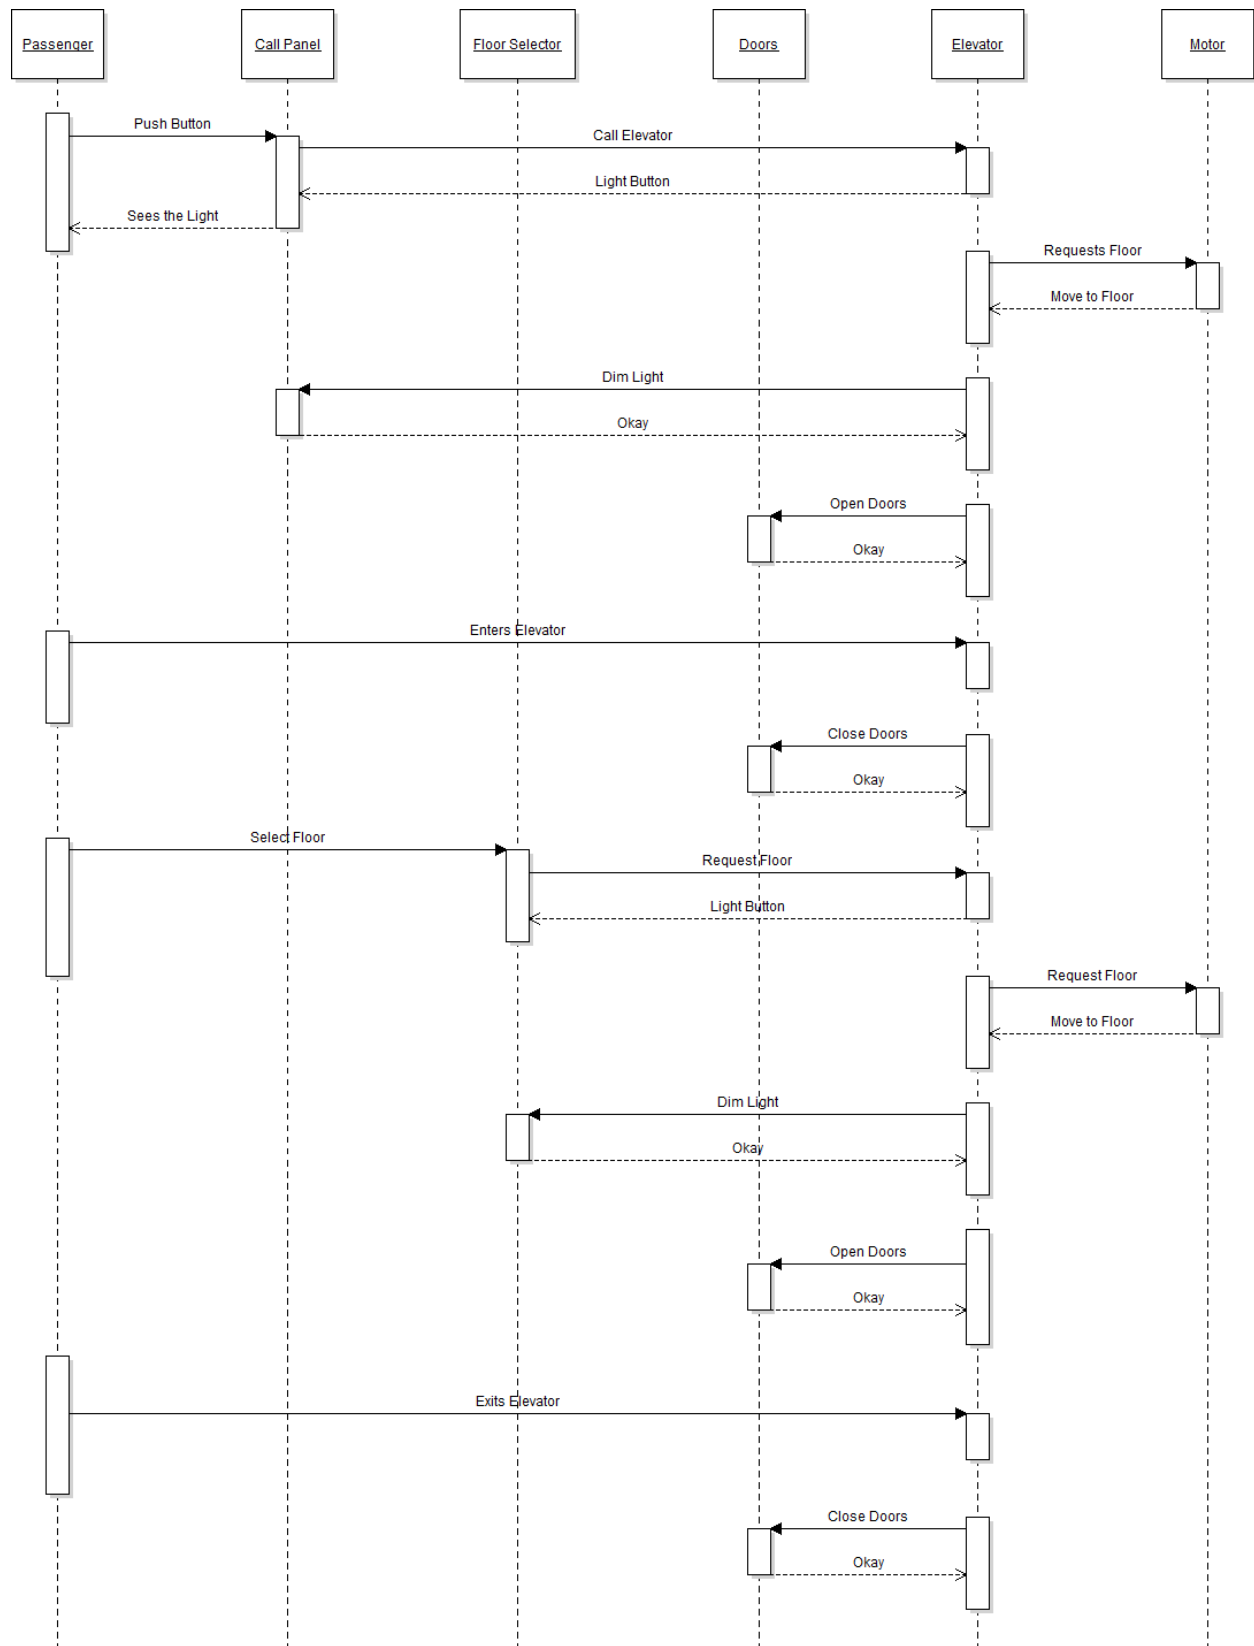 Passenger
Call Panel
Floor Selector
Doors
Elevator
Motor
Push Button
Call Elevator
Light Button
Sees the Light
Requests Floor
Move to Floor
Dim Light
Okay
Open Doors
Okay
Enters Elevator
Close Doors
Okay
Select Floor
Request Floor
Light Button
Request Floor
Move to Floor
Dim Light
Okay
Open Doors
Okay
Exits Elevator
Close Doors
Okay